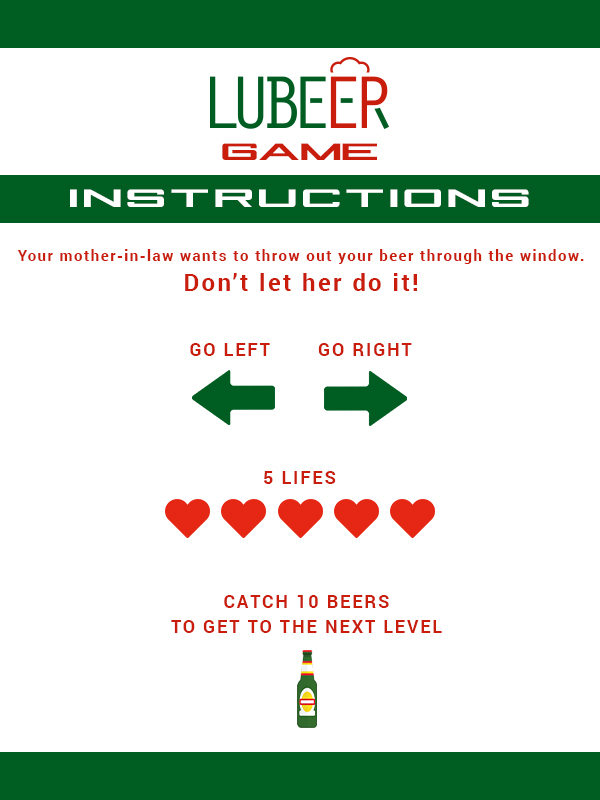 LUBEER
GAME
INSTRUCTIONS
Your mother-in-law wants to throw out your beer through the window.
Don't let her do it!
GO LEFT GO RIGHT
5 LIFES
CATCH 10 BEERS
TO GET TO THE NEXT LEVEL